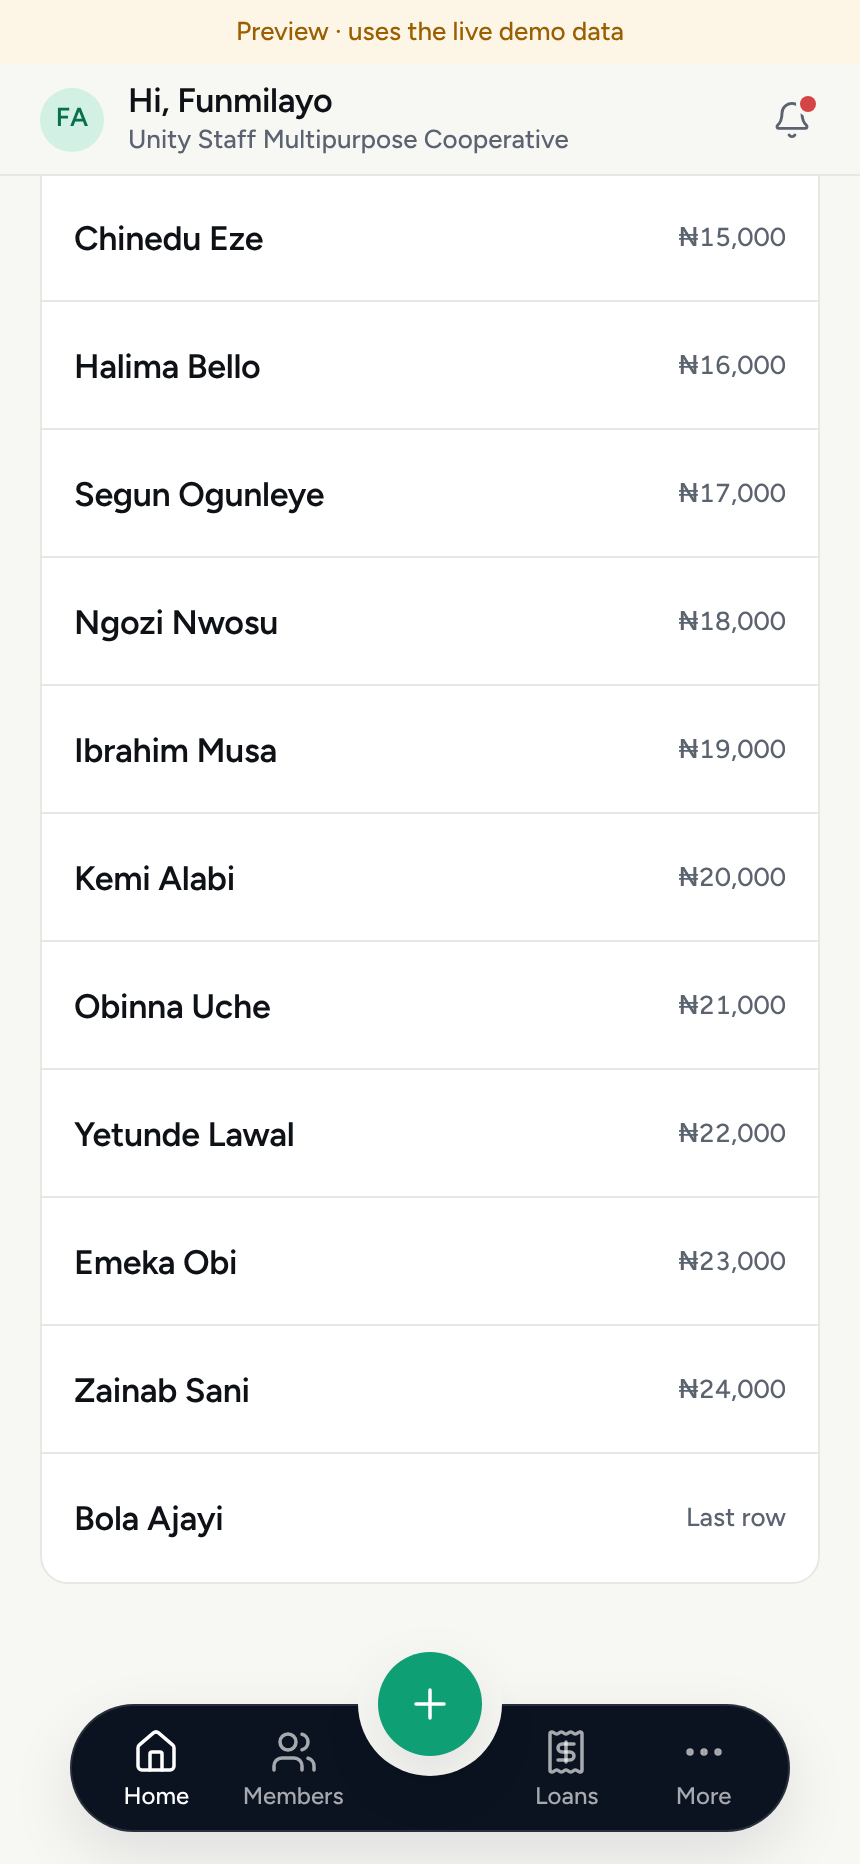 Preview · uses the live demo data
FA
Hi, Funmilayo
Unity Staff Multipurpose Cooperative
Chinedu Eze ₦15,000
Halima Bello ₦16,000
Segun Ogunleye ₦17,000
Ngozi Nwosu ₦18,000
Ibrahim Musa ₦19,000
Kemi Alabi ₦20,000
Obinna Uche ₦21,000
Yetunde Lawal ₦22,000
Emeka Obi ₦23,000
Zainab Sani ₦24,000
Bola Ajayi Last row
Home Members Loans More